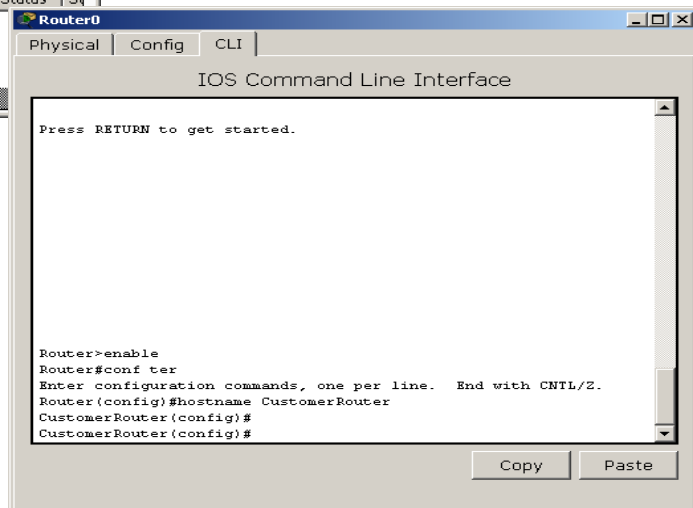 Router0
Physical Config CLI
IOS Command Line Interface
Press RETURN to get started.
Router>enable
Router#conf ter
Enter configuration commands, one per line.  End with CNTL/Z.
Router(config)#hostname CustomerRouter
CustomerRouter(config)#
CustomerRouter(config)#
Copy Paste